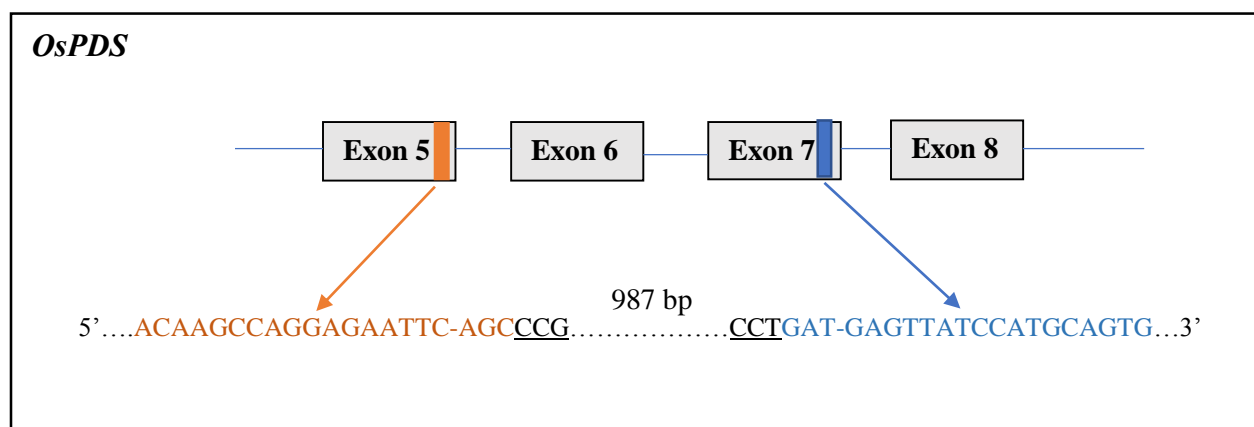 OsPDS
Exon 5 Exon 6 Exon 7 Exon 8
987 bp
5’….ACAAGCCAGGAGAATTC-AGCCCG……………….CCTGAT-GAGTTATCCATGCAGTG…3’